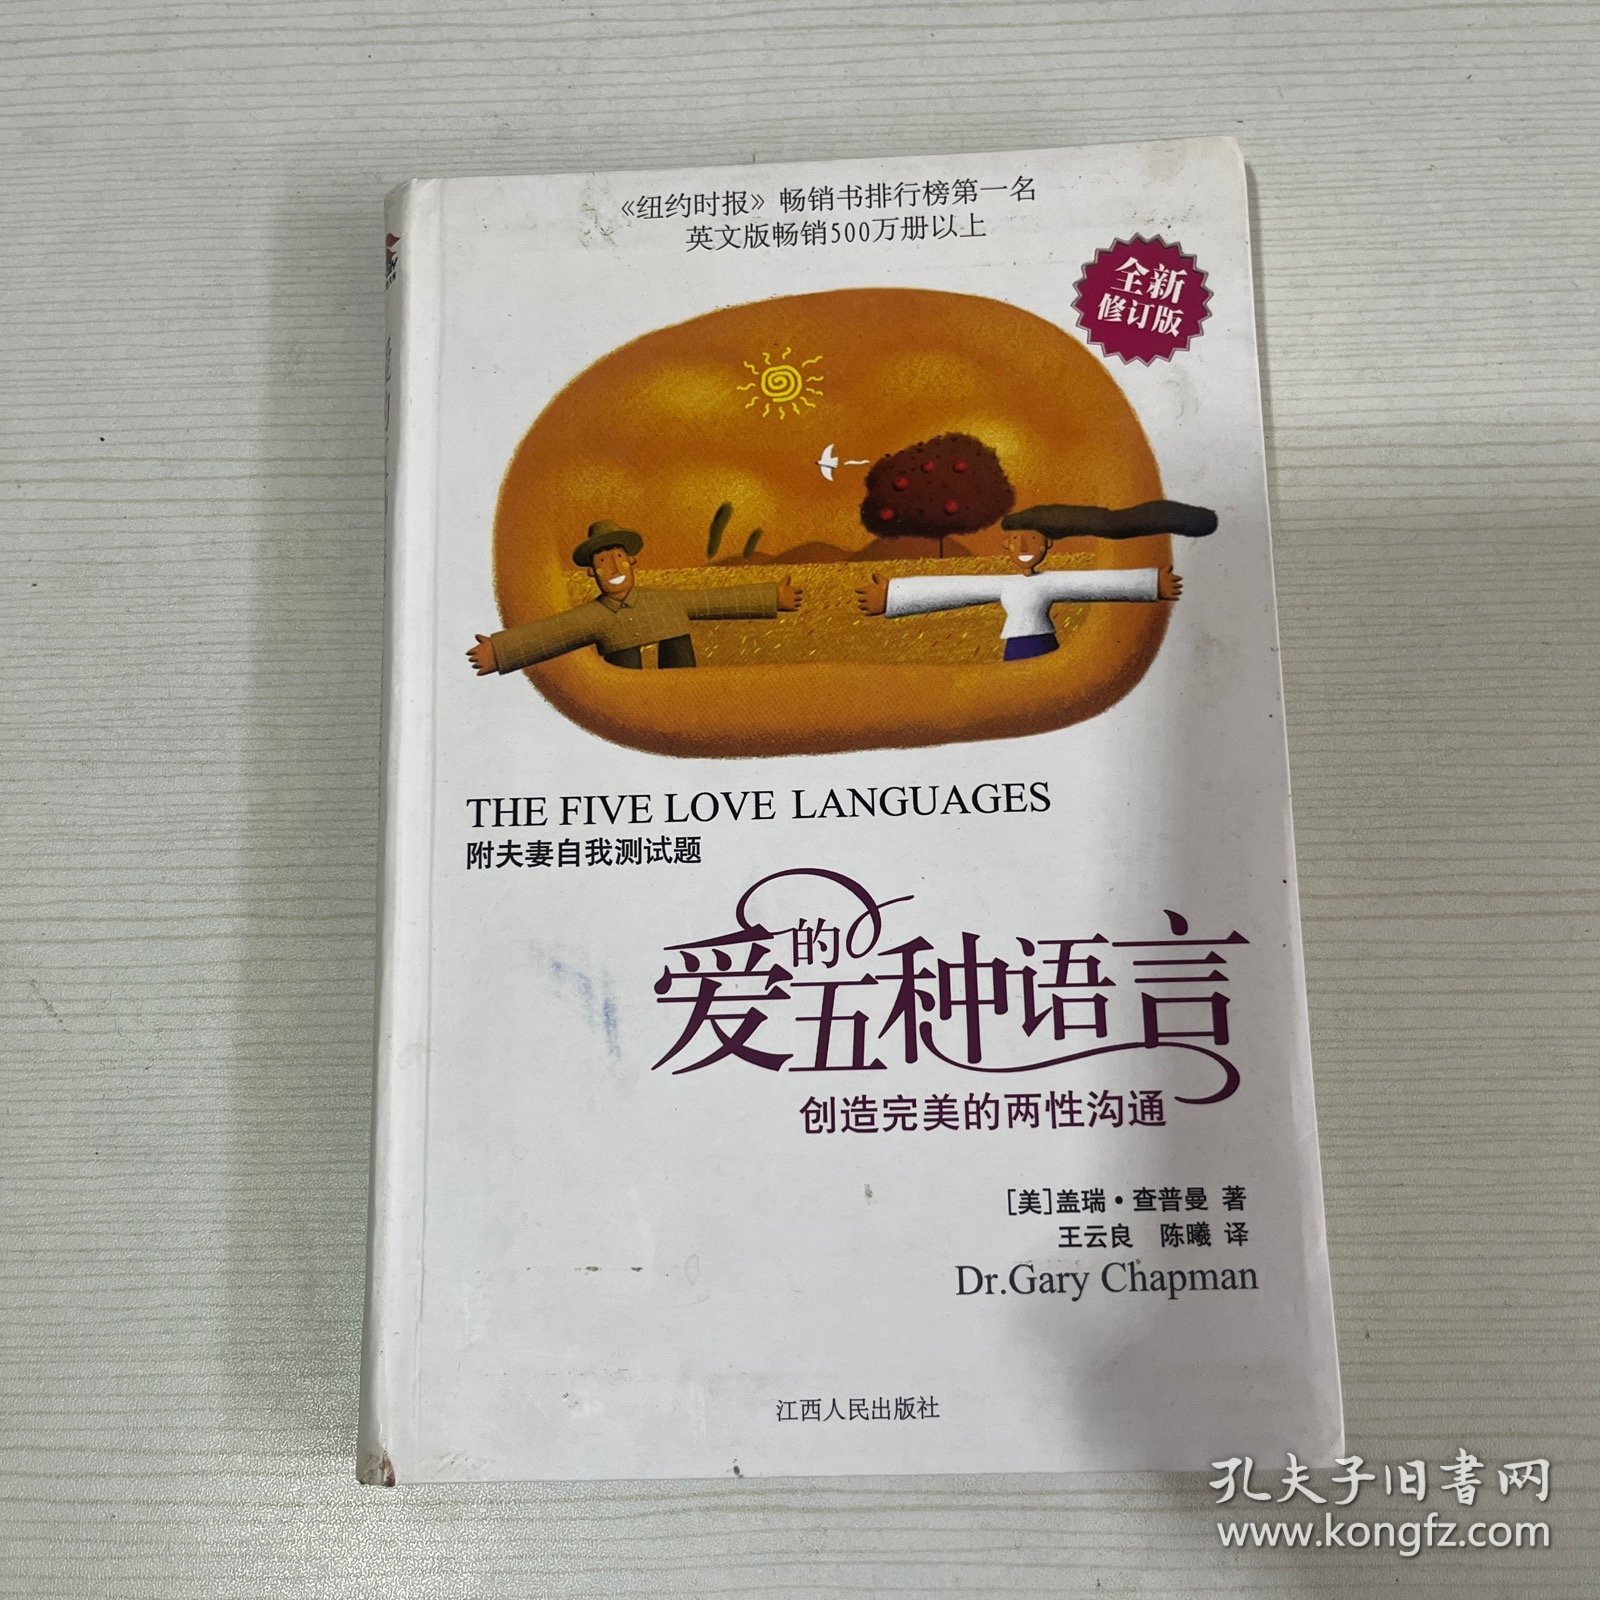 《纽约时报》畅销书排行榜第一名
英文版畅销500万册以上
全新
修订版
THE FIVE LOVE LANGUAGES
附夫妻自我测试题
爱的五种语言
创造完美的两性沟通
[美]盖瑞·查普曼 著
王云良 陈曦 译
Dr.Gary Chapman
江西人民出版社
孔夫子旧书网
www.kongfz.com